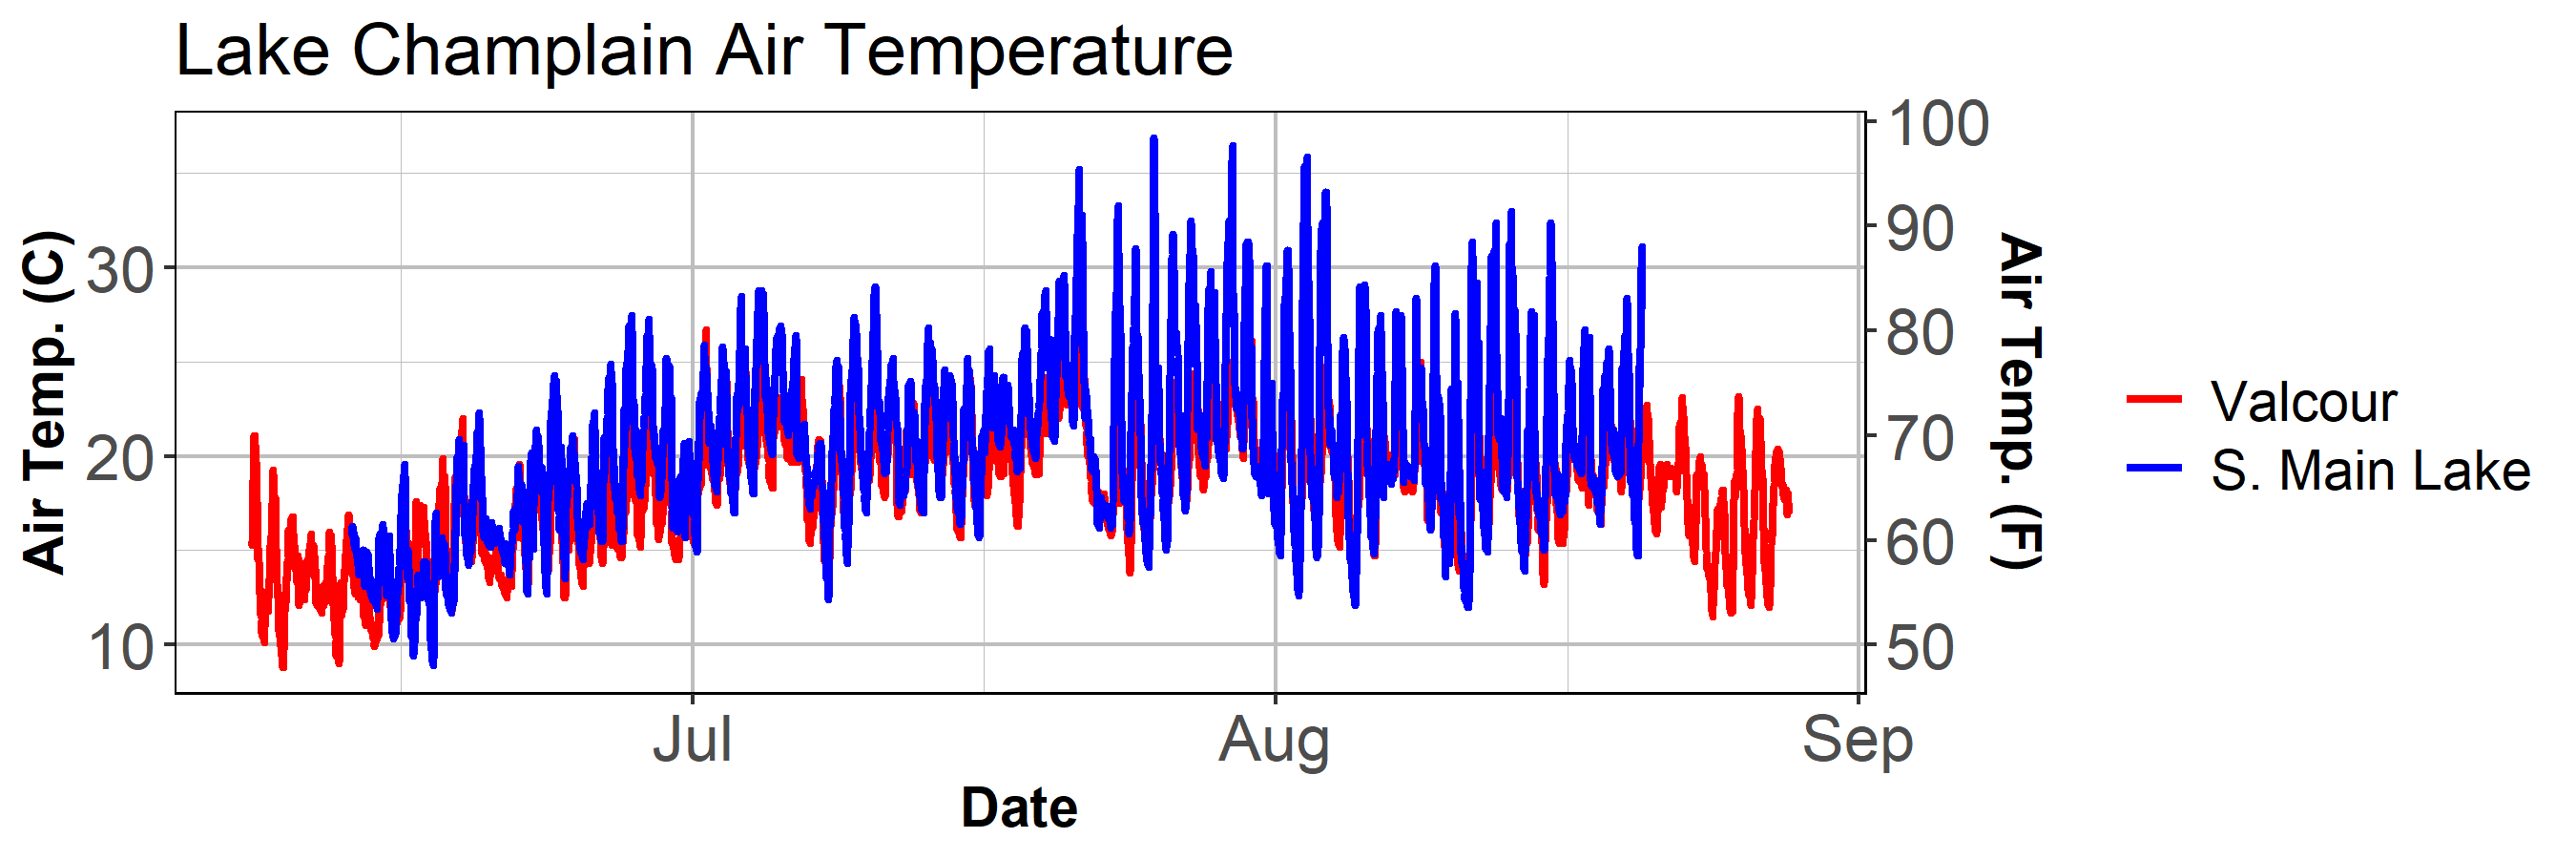 Lake Champlain Air Temperature
Air Temp. (C)
30
20
10
100
90
80
70
60
50
Air Temp. (F)
Jul
Aug
Sep
Date
Valcour
S. Main Lake